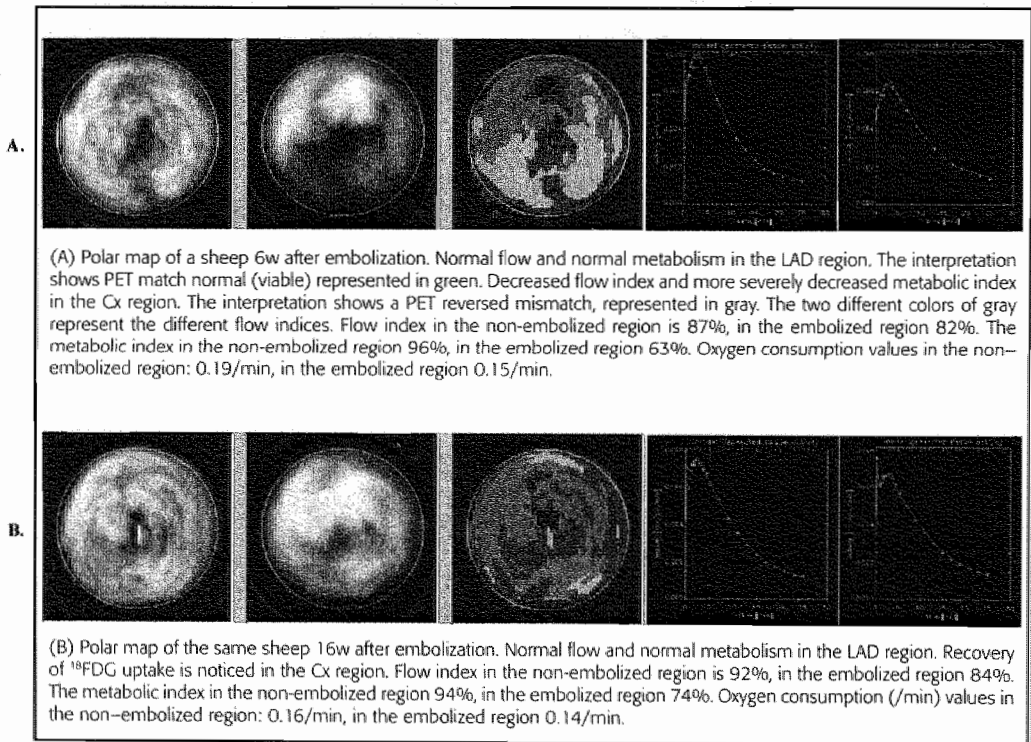 A.
(A) Polar map of a sheep 6w after embolization. Normal flow and normal metabolism in the LAD region. The interpretation
shows PET match normal (viable) represented in green. Decreased flow index and more severely decreased metabolic index
in the Cx region. The interpretation shows a PET reversed mismatch, represented in gray. The two different colors of gray
represent the different flow indices. Flow index in the non-embolized region is 87%, in the embolized region 82%. The
metabolic index in the non-embolized region 96%, in the embolized region 63%. Oxygen consumption values in the non-
embolized region: 0.19/min, in the embolized region 0.15/min.
B.
(B) Polar map of the same sheep 16w after embolization. Normal flow and normal metabolism in the LAD region. Recovery
of ¹⁸FDG uptake is noticed in the Cx region. Flow index in the non-embolized region is 92%, in the embolized region 84%.
The metabolic index in the non-embolized region 94%, in the embolized region 74%. Oxygen consumption (/min) values in
the non-embolized region: 0.16/min, in the embolized region 0.14/min.